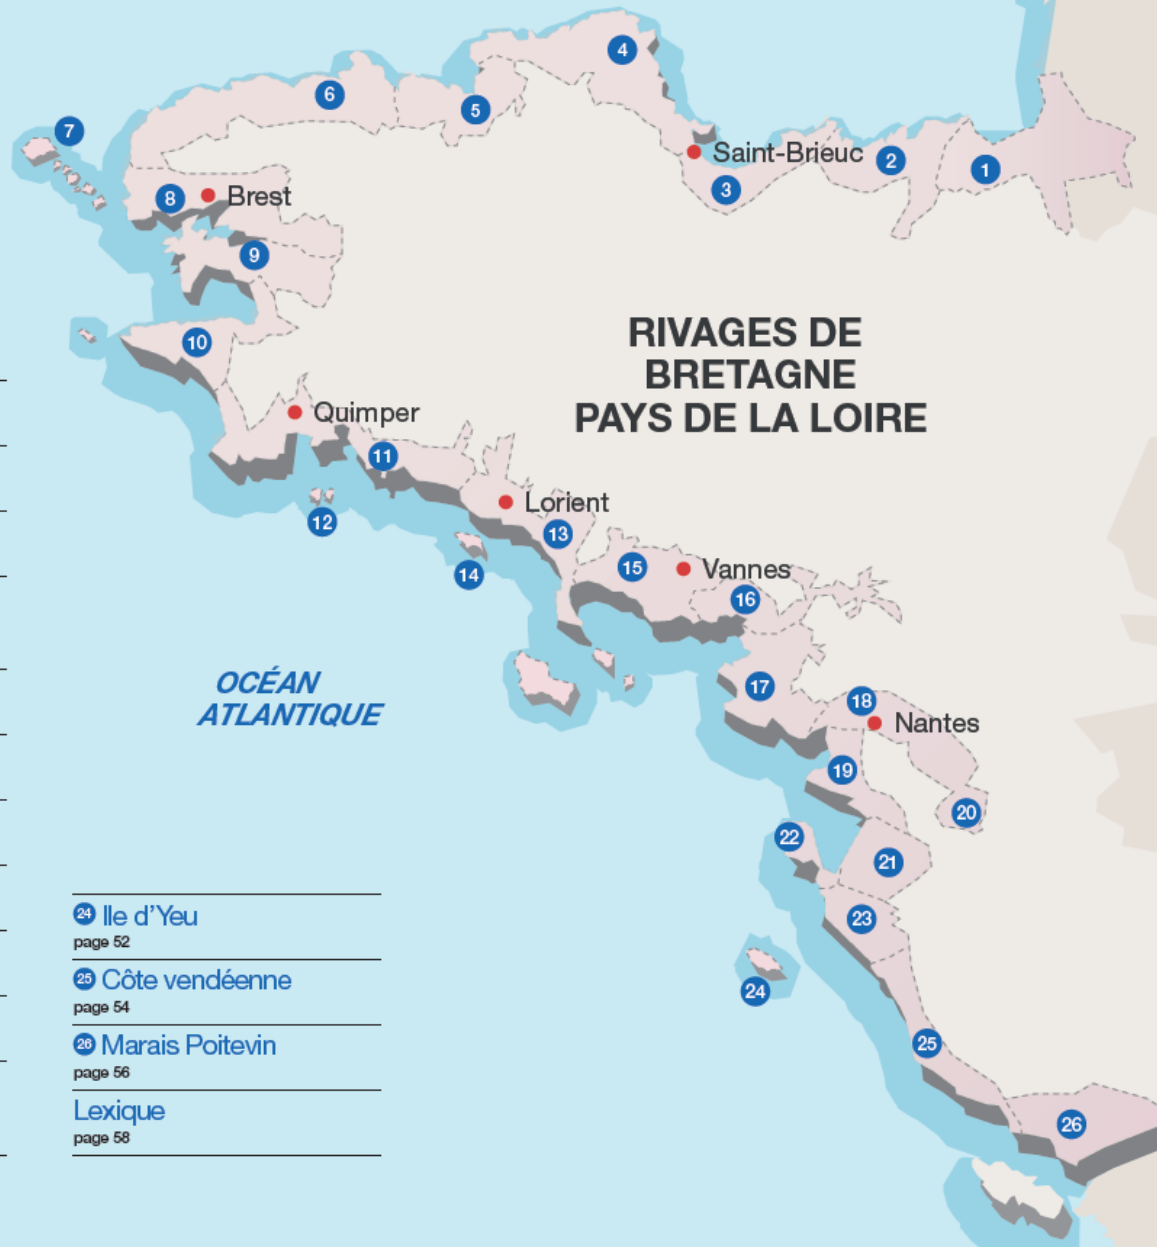 4
6
5
7
Saint-Brieuc
2
1
3
8
Brest
9
RIVAGES DE
BRETAGNE
PAYS DE LA LOIRE
10
Quimper
11
Lorient
12
13
14
15
Vannes
16
OCÉAN
ATLANTIQUE
17
18
Nantes
19
20
22
21
23
24
25
26
24 Ile d'Yeu
page 52
25 Côte vendéenne
page 54
26 Marais Poitevin
page 56
Lexique
page 58